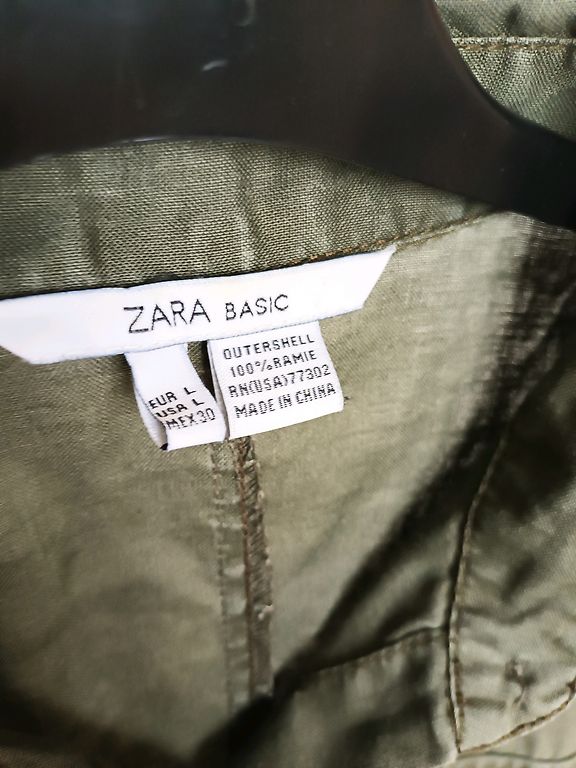 ZARA BASIC
EUR L
USA L
MEX 30
OUTERSHELL
100%RAMIE
RN(USA)77302
MADE IN CHINA